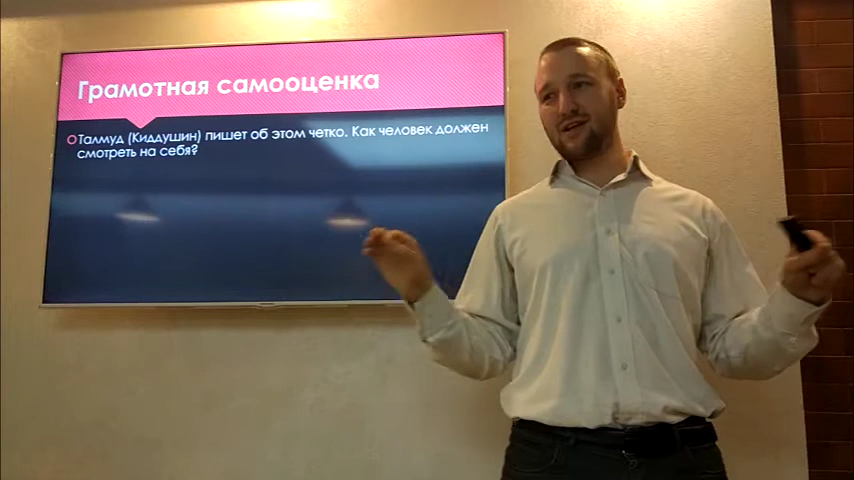 Грамотная самооценка
Талмуд (Киддушин) пишет об этом четко. Как человек должен
смотреть на себя?